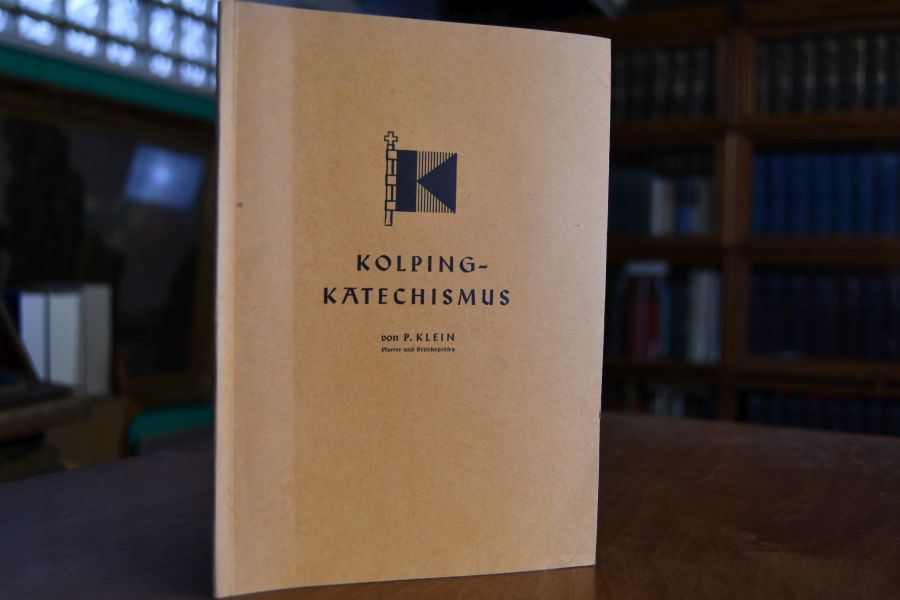 K
KOLPING-
KATECHISMUS
von P. KLEIN
Pfarrer und Bezirkspräses